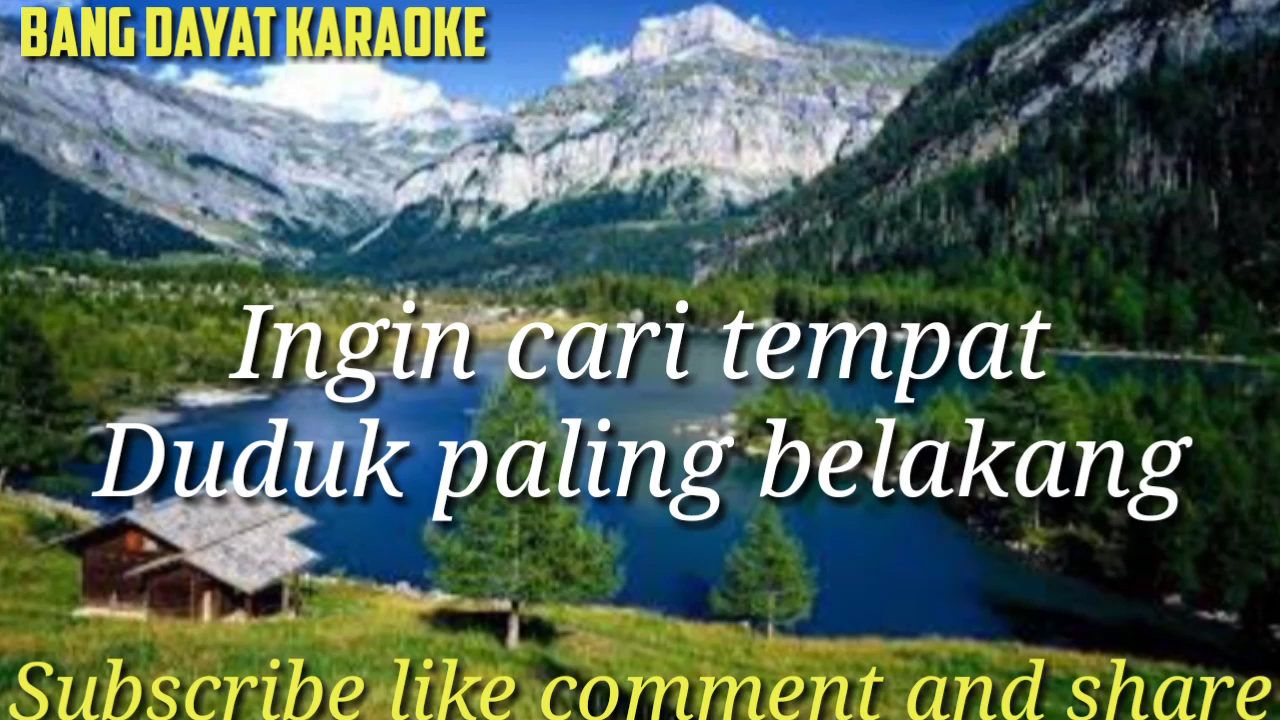 BANG DAYAT KARAOKE
Ingin cari tempat
Duduk paling belakang
Subscribe like comment and share